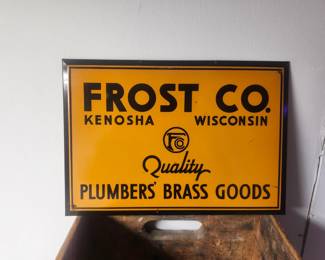 FROST CO.
KENOSHA WISCONSIN
FCO
Quality
PLUMBERS' BRASS GOODS